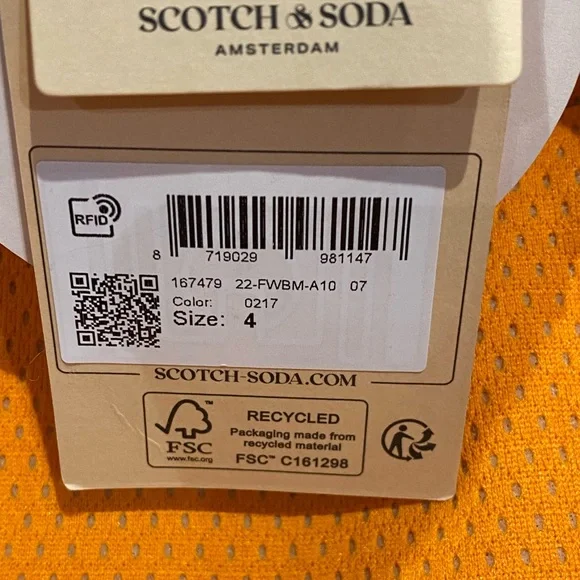 SCOTCH & SODA
AMSTERDAM
RFID
8 719029 981147
167479 22-FWBM-A10 07
Color: 0217
Size: 4
SCOTCH-SODA.COM
FSC™
www.fsc.org
RECYCLED
Packaging made from
recycled material
FSC™ C161298